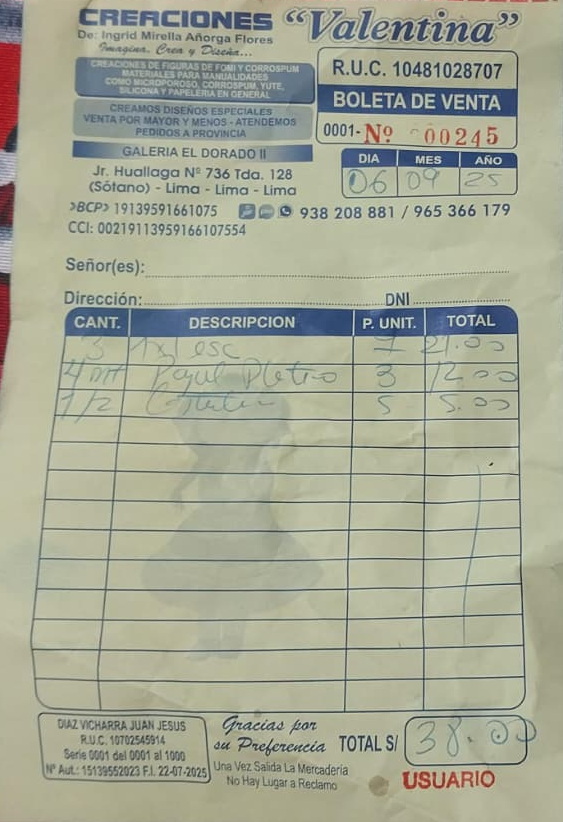 CREACIONES "Valentina"
De: Ingrid Mirella Añorga Flores
Imagina. Crea y Diseña...
CREACIONES DE FIGURAS DE FOMI Y CORROSPUM
MATERIALES PARA MANUALIDADES
COMO MICROPOROSO, CORROSPUM, YUTE,
SILICONA Y PAPELERIA EN GENERAL
CREAMOS DISEÑOS ESPECIALES
VENTA POR MAYOR Y MENOS - ATENDEMOS
PEDIDOS A PROVINCIA
GALERIA EL DORADO II
Jr. Huallaga Nº 736 Tda. 128
(Sótano) - Lima - Lima - Lima
R.U.C. 10481028707
BOLETA DE VENTA
0001- Nº 000245
DIA MES AÑO
06 09 25
>BCP> 19139591661075 938 208 881 / 965 366 179
CCI: 00219113959166107554
Señor(es):
Dirección: DNI
CANT. DESCRIPCION P. UNIT. TOTAL
3 7 21.00
4 mt 3 12.00
1/2 5 5.00
DIAZ VICHARRA JUAN JESUS
R.U.C. 10702545914
Serie 0001 del 0001 al 1000
Nº Aut.: 15139552023 F.I. 22-07-2025
Gracias por
su Preferencia
Una Vez Salida La Mercadería
No Hay Lugar a Reclamo
TOTAL S/ 38.00
USUARIO